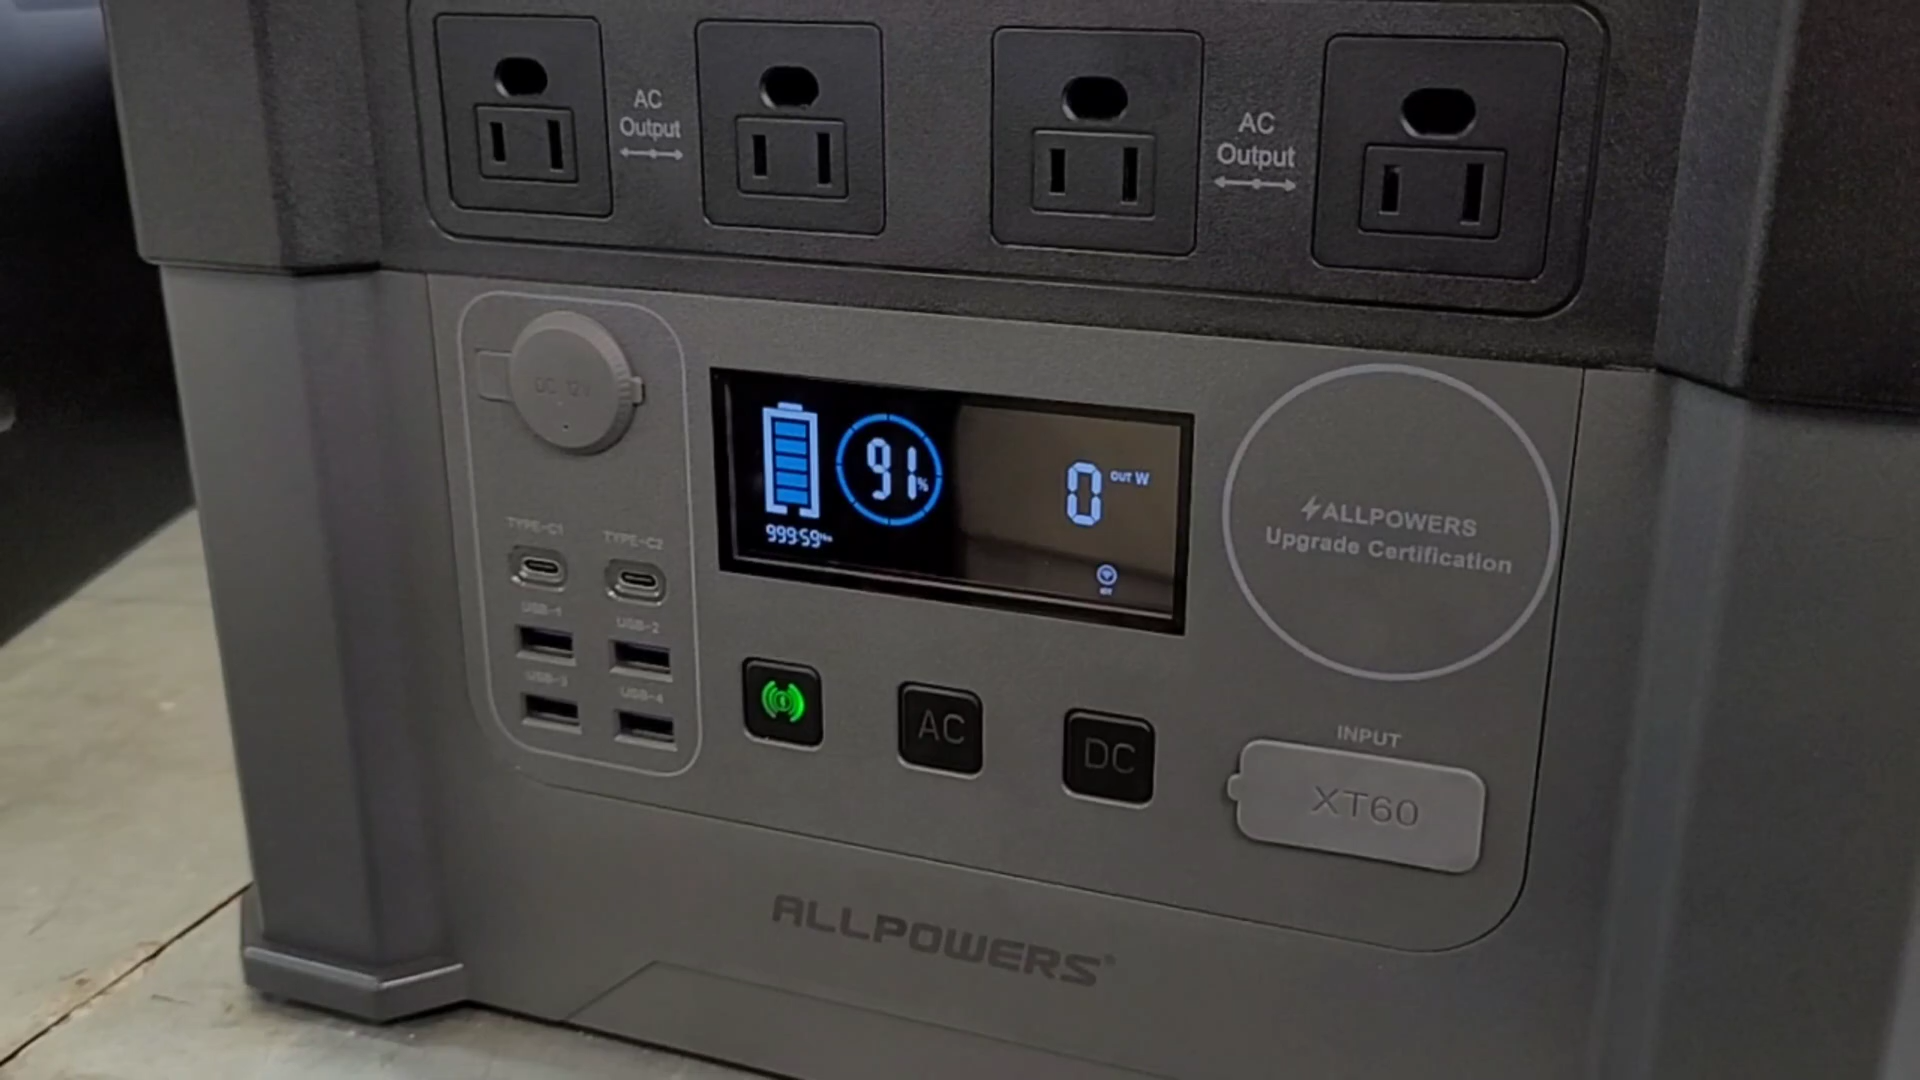 AC
Output
AC
Output
DC 12V
91%
0 OUT W
999:59
⚡ALLPOWERS
Upgrade Certification
TYPE-C1
TYPE-C2
USB-1
USB-2
USB-3
USB-4
AC
DC
INPUT
XT60
ALLPOWERS®